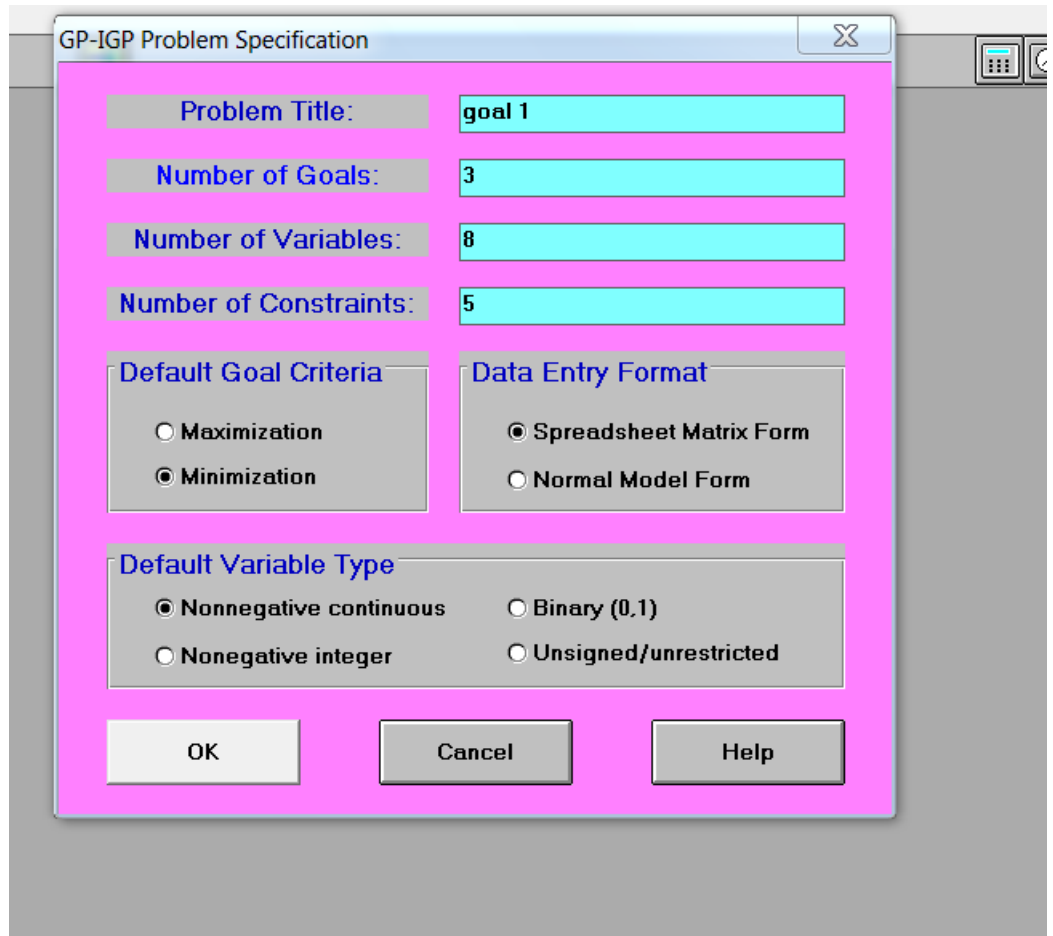 GP-IGP Problem Specification
Problem Title: goal 1
Number of Goals: 3
Number of Variables: 8
Number of Constraints: 5
Default Goal Criteria
Maximization
Minimization
Data Entry Format
Spreadsheet Matrix Form
Normal Model Form
Default Variable Type
Nonnegative continuous
Nonegative integer
Binary (0,1)
Unsigned/unrestricted
OK Cancel Help